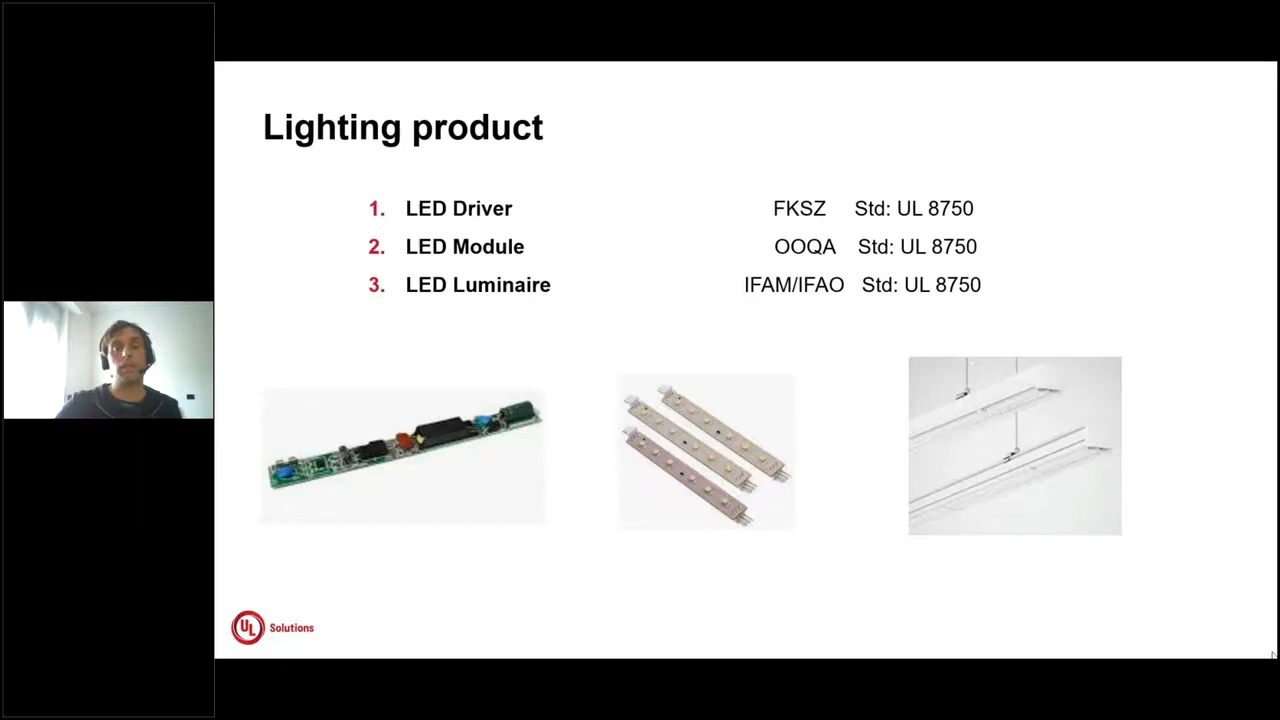 Lighting product
1. LED Driver FKSZ Std: UL 8750
2. LED Module OOQA Std: UL 8750
3. LED Luminaire IFAM/IFAO Std: UL 8750
UL Solutions